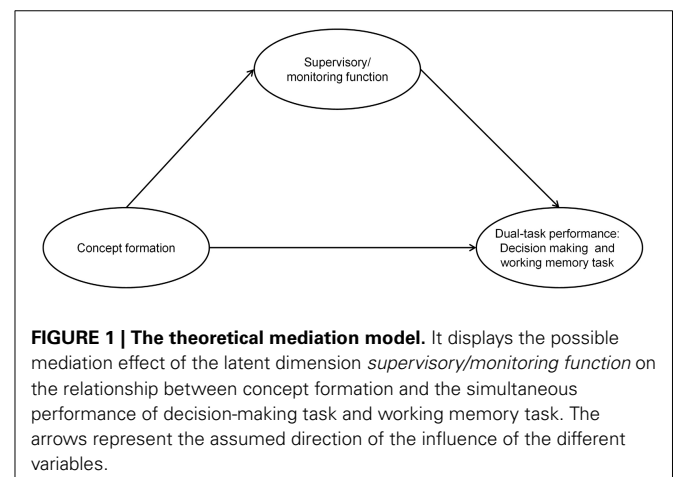 Supervisory/
monitoring function
Concept formation
Dual-task performance:
Decision making and
working memory task
FIGURE 1 | The theoretical mediation model. It displays the possible
mediation effect of the latent dimension supervisory/monitoring function on
the relationship between concept formation and the simultaneous
performance of decision-making task and working memory task. The
arrows represent the assumed direction of the influence of the different
variables.